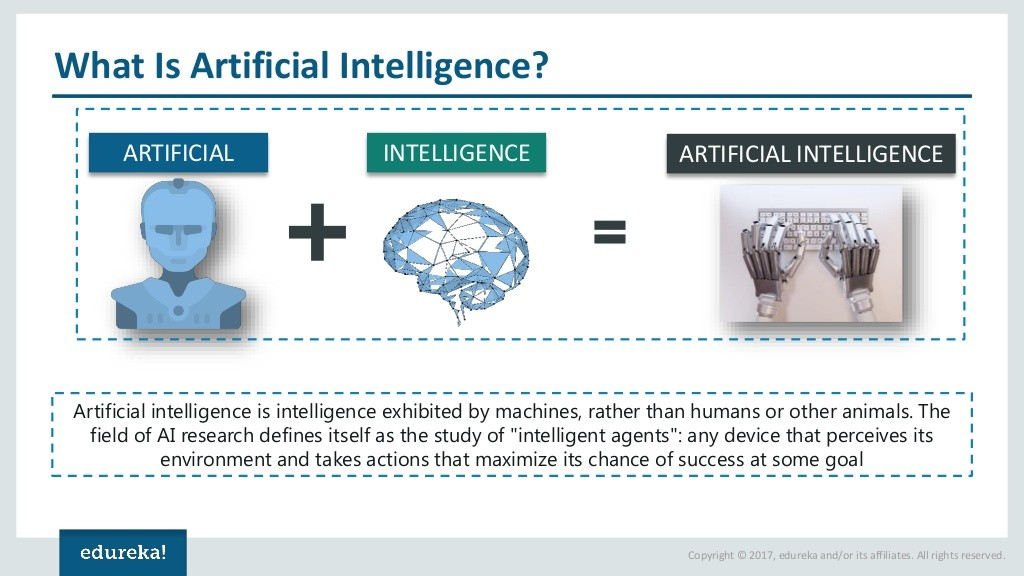 What Is Artificial Intelligence?
ARTIFICIAL
INTELLIGENCE
ARTIFICIAL INTELLIGENCE
Artificial intelligence is intelligence exhibited by machines, rather than humans or other animals. The
field of AI research defines itself as the study of "intelligent agents": any device that perceives its
environment and takes actions that maximize its chance of success at some goal
edureka!
Copyright © 2017, edureka and/or its affiliates. All rights reserved.